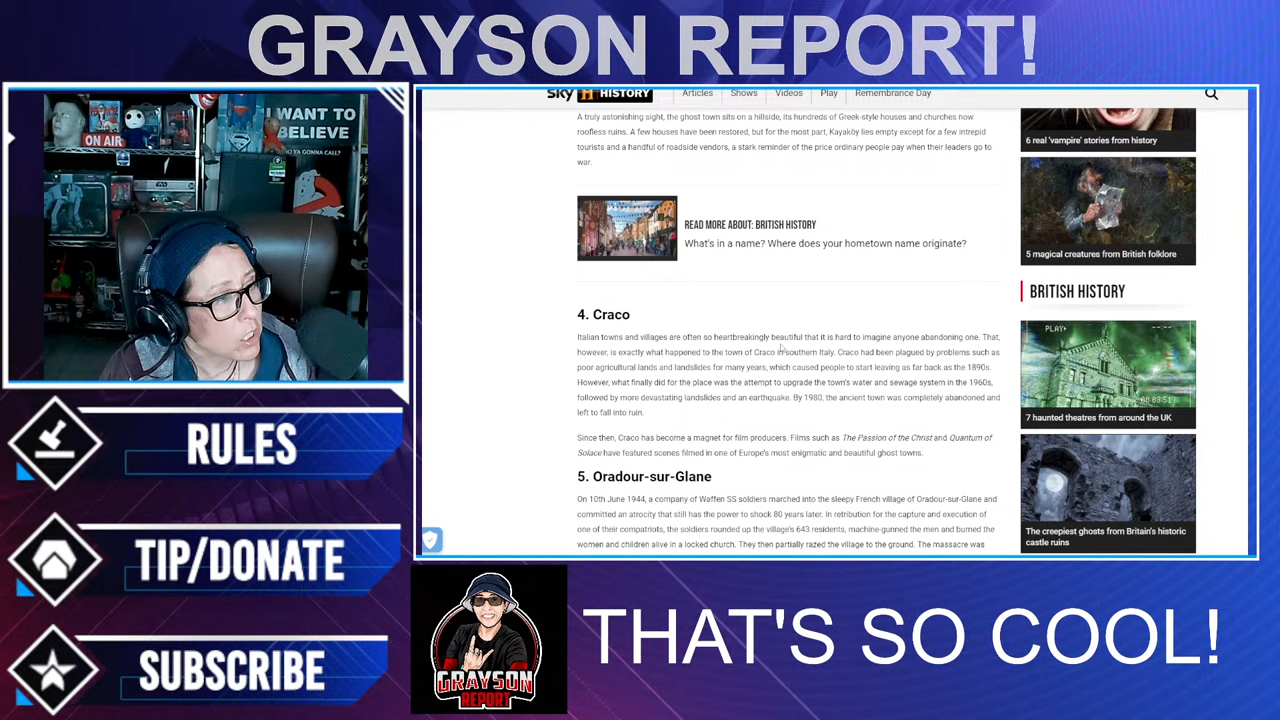 GRAYSON REPORT!
I WANT TO
BELIEVE
WHO YA GONNA CALL?
ON AIR
RULES
TIP/DONATE
SUBSCRIBE
sky HISTORY
Articles Shows Videos Play Remembrance Day
A truly astonishing sight, the ghost town sits on a hillside, its hundreds of Greek-style houses and churches now
roofless ruins. A few houses have been restored, but for the most part, Kayaköy lies empty except for a few intrepid
tourists and a handful of roadside vendors, a stark reminder of the price ordinary people pay when their leaders go to
war.
READ MORE ABOUT: BRITISH HISTORY
What's in a name? Where does your hometown name originate?
4. Craco
Italian towns and villages are often so heartbreakingly beautiful that it is hard to imagine anyone abandoning one. That,
however, is exactly what happened to the town of Craco in southern Italy. Craco had been plagued by problems such as
poor agricultural lands and landslides for many years, which caused people to start leaving as far back as the 1890s.
However, what finally did for the place was the attempt to upgrade the town's water and sewage system in the 1960s,
followed by more devastating landslides and an earthquake. By 1980, the ancient town was completely abandoned and
left to fall into ruin.
Since then, Craco has become a magnet for film producers. Films such as The Passion of the Christ and Quantum of
Solace have featured scenes filmed in one of Europe's most enigmatic and beautiful ghost towns.
5. Oradour-sur-Glane
On 10th June 1944, a company of Waffen SS soldiers marched into the sleepy French village of Oradour-sur-Glane and
committed an atrocity that still has the power to shock 80 years later. In retribution for the capture and execution of
one of their compatriots, the soldiers rounded up the village's 643 residents, machine-gunned the men and burned the
women and children alive in a locked church. They then partially razed the village to the ground. The massacre was
6 real 'vampire' stories from history
5 magical creatures from British folklore
BRITISH HISTORY
PLAY
00:03:51
7 haunted theatres from around the UK
The creepiest ghosts from Britain's historic
castle ruins
GRAYSON
REPORT
THAT'S SO COOL!